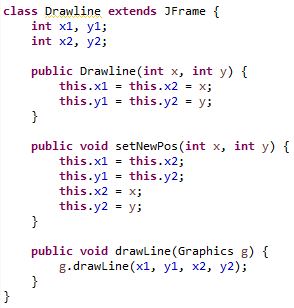 class Drawline extends JFrame {
    int x1, y1;
    int x2, y2;

    public Drawline(int x, int y) {
        this.x1 = this.x2 = x;
        this.y1 = this.y2 = y;
    }

    public void setNewPos(int x, int y) {
        this.x1 = this.x2;
        this.y1 = this.y2;
        this.x2 = x;
        this.y2 = y;
    }

    public void drawLine(Graphics g) {
        g.drawLine(x1, y1, x2, y2);
    }
}